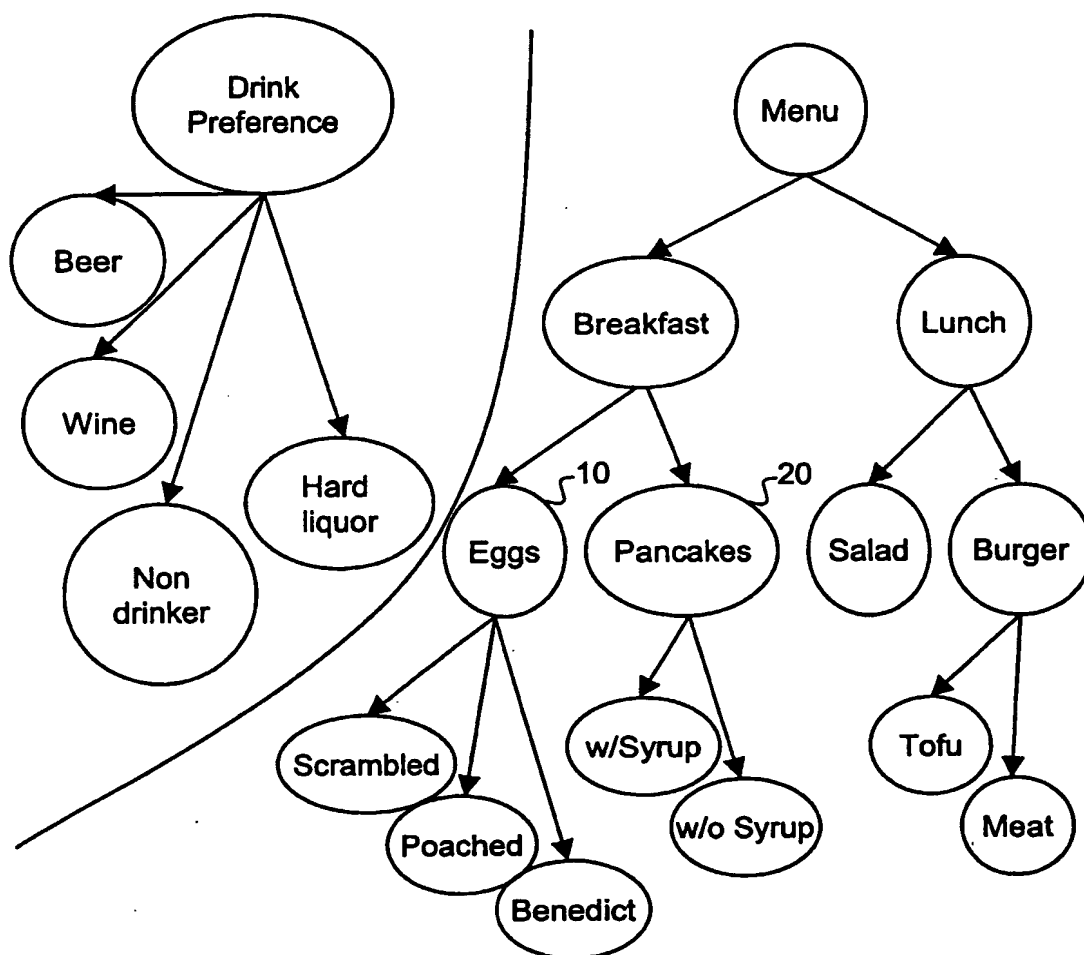 Drink
Preference
Beer
Wine
Non
drinker
Hard
liquor
Menu
Breakfast
Lunch
10
20
Eggs
Pancakes
Salad
Burger
Scrambled
Poached
Benedict
w/Syrup
w/o Syrup
Tofu
Meat